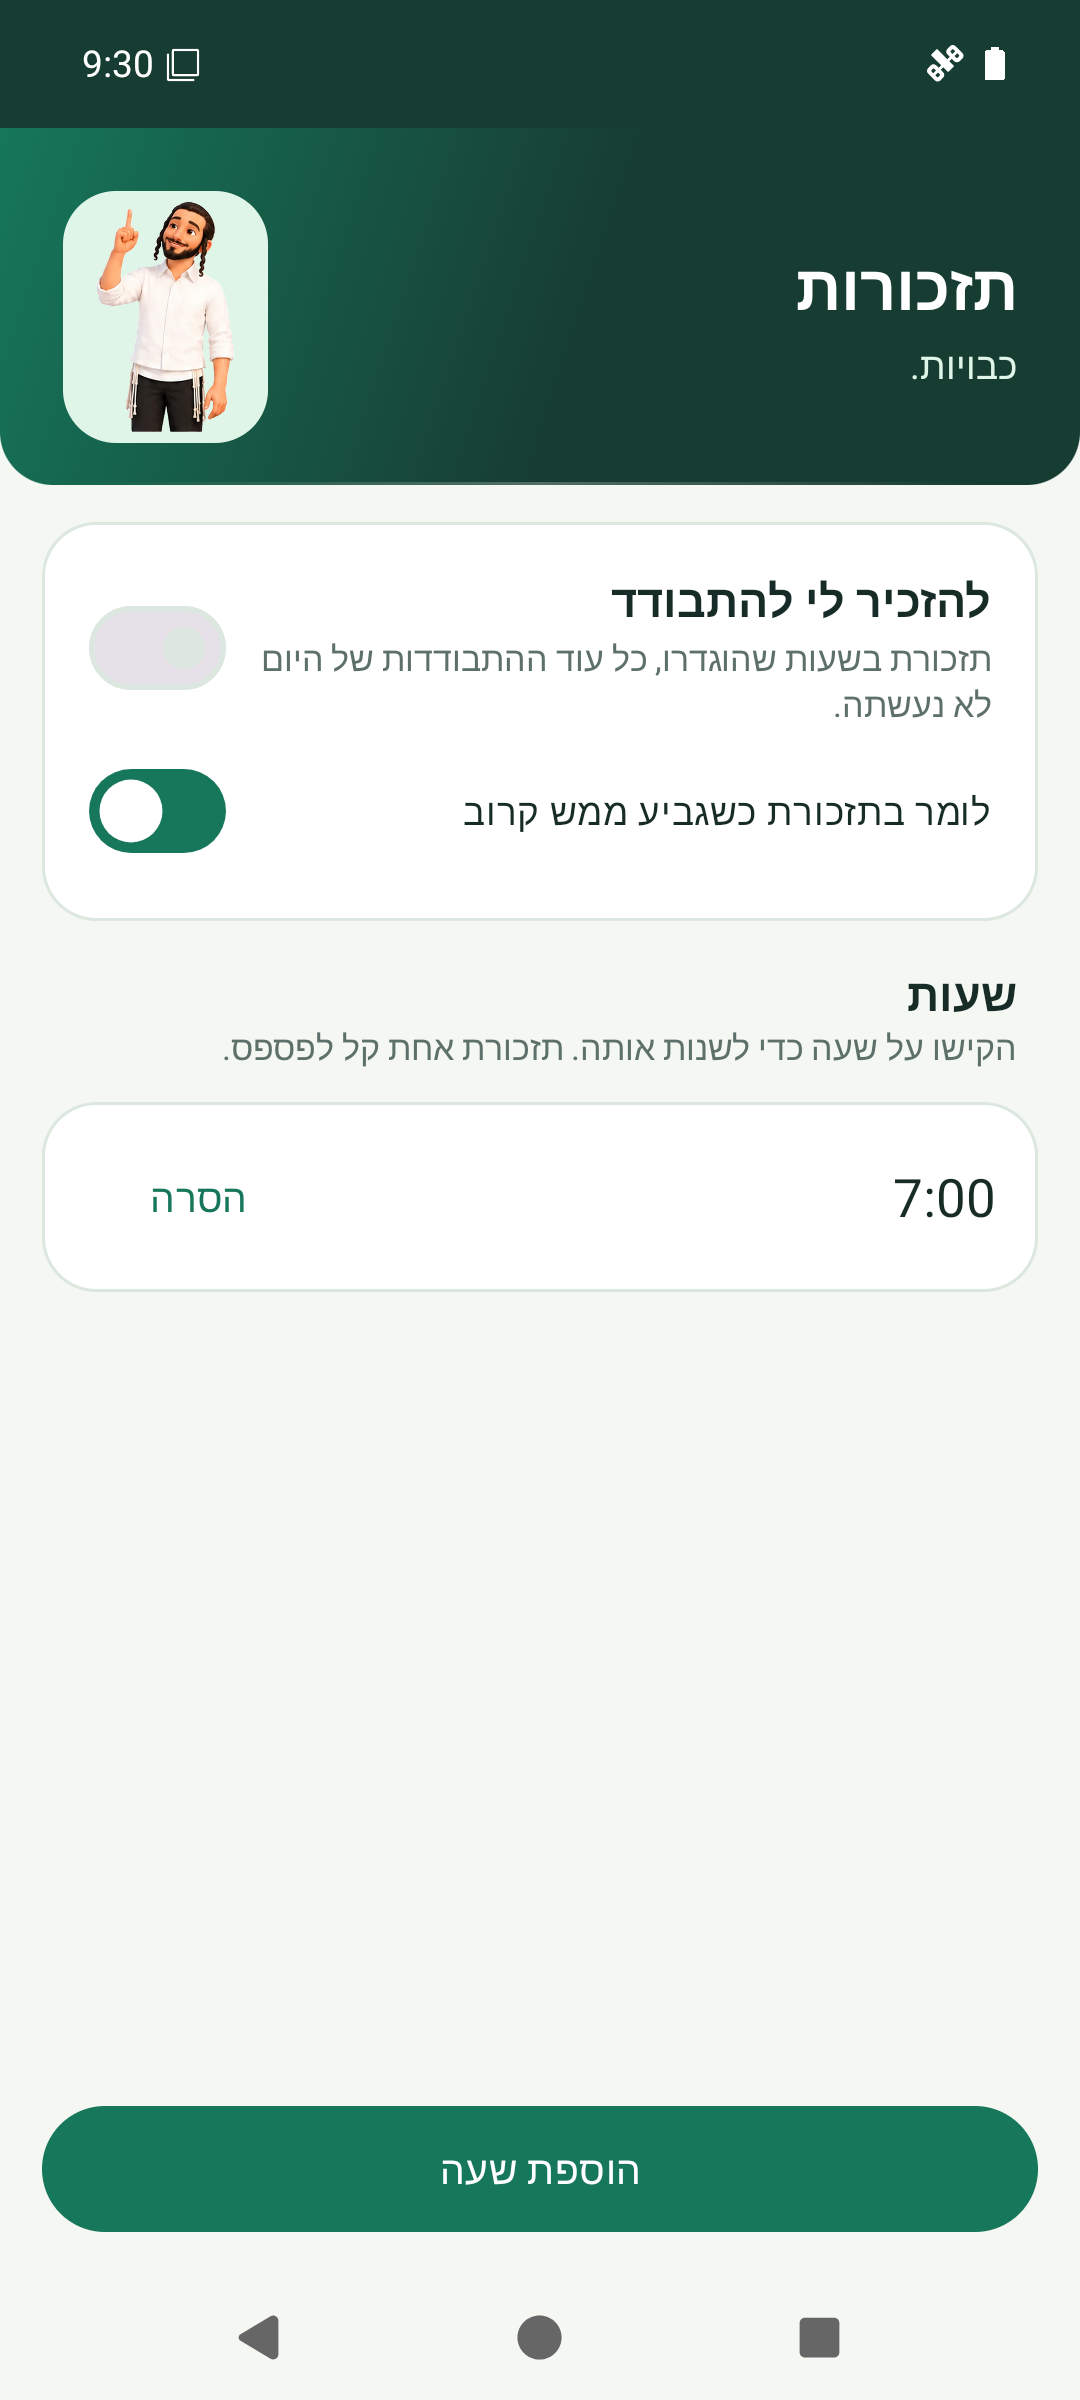 9:30
תזכורות
כבויות.
להזכיר לי להתבודד
תזכורת בשעות שהוגדרו, כל עוד ההתבודדות של היום
לא נעשתה.
לומר בתזכורת כשגביע ממש קרוב
שעות
הקישו על שעה כדי לשנות אותה. תזכורת אחת קל לפספס.
7:00
הסרה
הוספת שעה